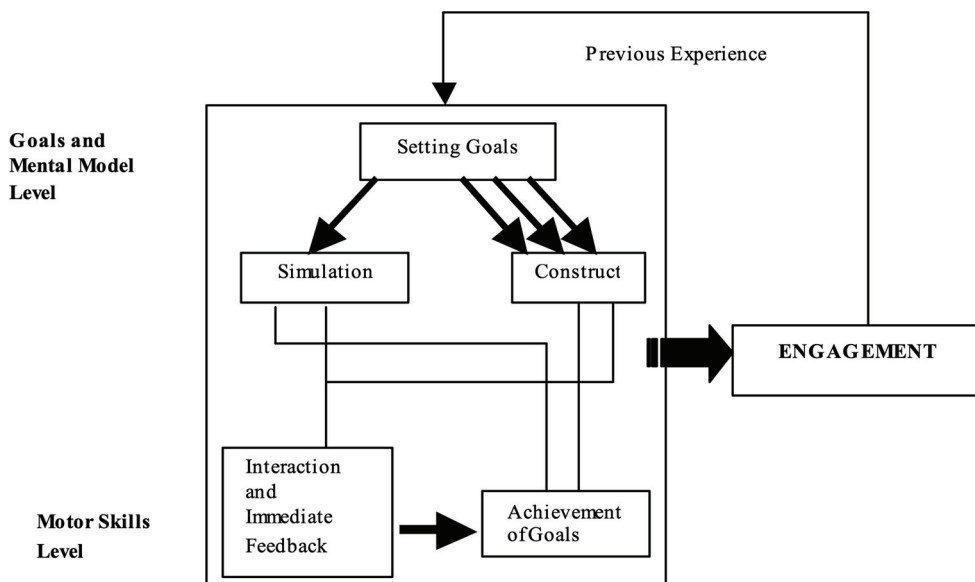 Previous Experience
Goals and
Mental Model
Level
Setting Goals
Simulation
Construct
ENGAGEMENT
Interaction
and
Immediate
Feedback
Achievement
of Goals
Motor Skills
Level